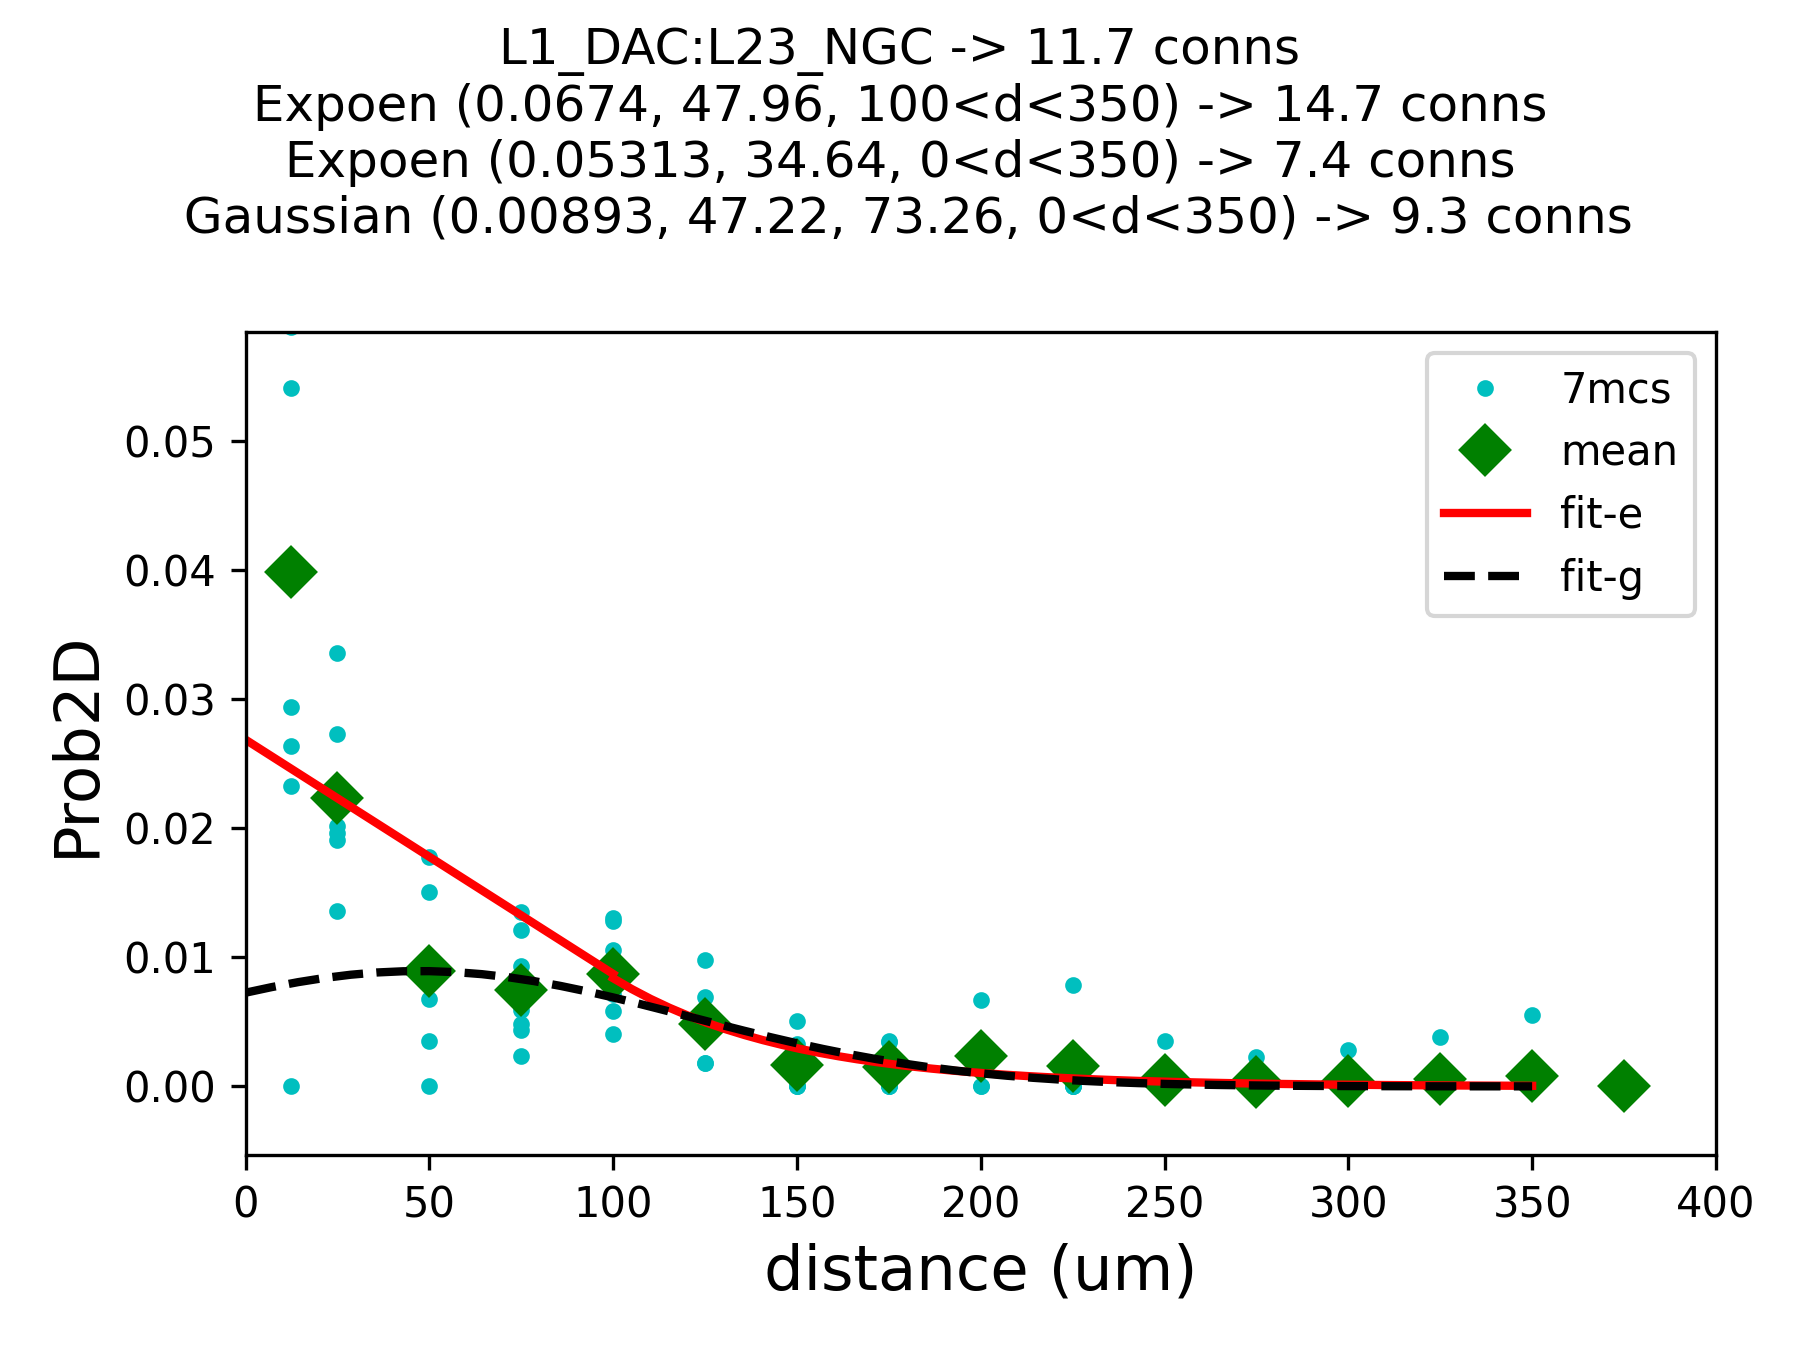 L1_DAC:L23_NGC -> 11.7 conns
Expoen (0.0674, 47.96, 100<d<350) -> 14.7 conns
Expoen (0.05313, 34.64, 0<d<350) -> 7.4 conns
Gaussian (0.00893, 47.22, 73.26, 0<d<350) -> 9.3 conns
7mcs
mean
fit-e
fit-g
0.05
0.04
0.03
0.02
0.01
0.00
Prob2D
0 50 100 150 200 250 300 350 400
distance (um)